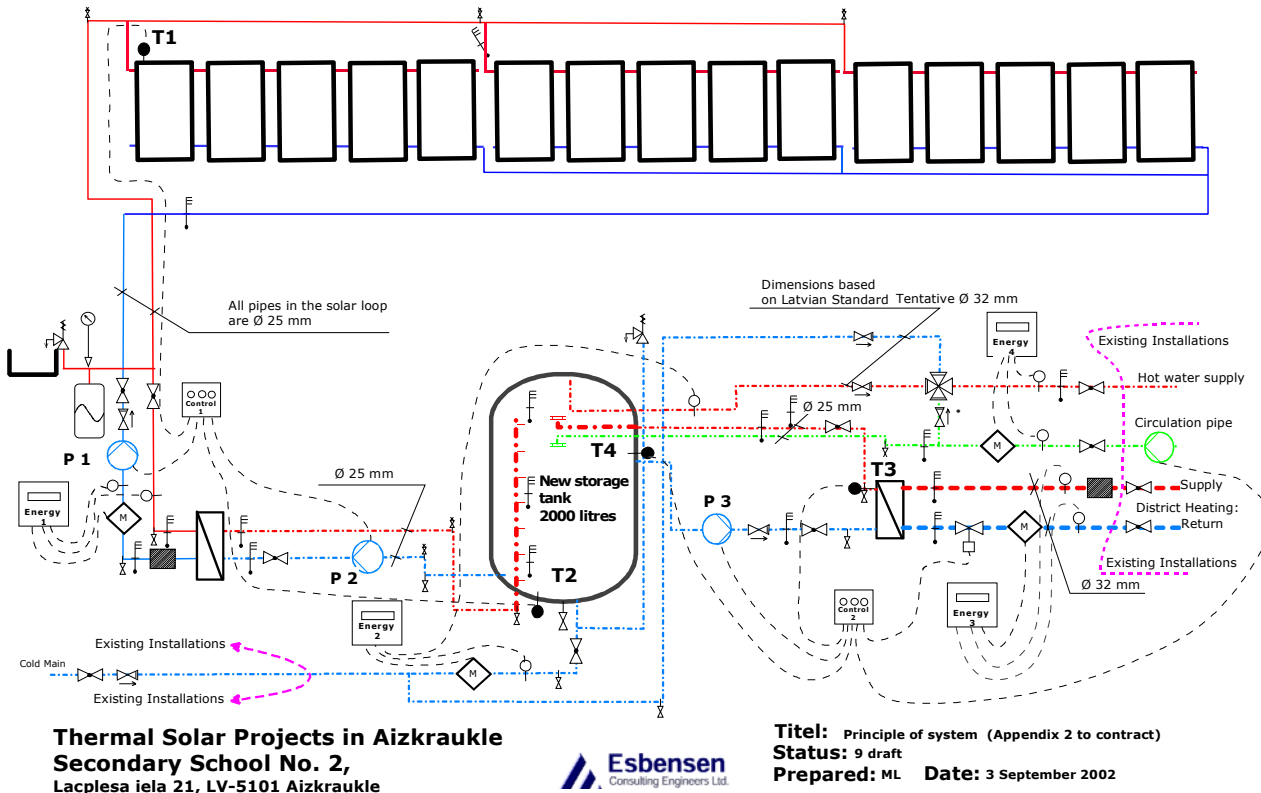 T1
All pipes in the solar loop
are Ø 25 mm
Dimensions based
on Latvian Standard
Tentative Ø 32 mm
Energy
4
Existing Installations
Hot water supply
Control
1
Ø 25 mm
Circulation pipe
P 1
T4
T3
Ø 25 mm
New storage
tank
2000 litres
Supply
Energy
1
M
P 3
M
M
District Heating:
Return
P 2
T2
Existing Installations
Ø 32 mm
Energy
2
Control
2
Energy
3
Existing Installations
Cold Main
M
Existing Installations
Thermal Solar Projects in Aizkraukle
Secondary School No. 2,
Lacplesa iela 21, LV-5101 Aizkraukle
Esbensen
Consulting Engineers Ltd.
Titel: Principle of system (Appendix 2 to contract)
Status: 9 draft
Prepared: ML Date: 3 September 2002